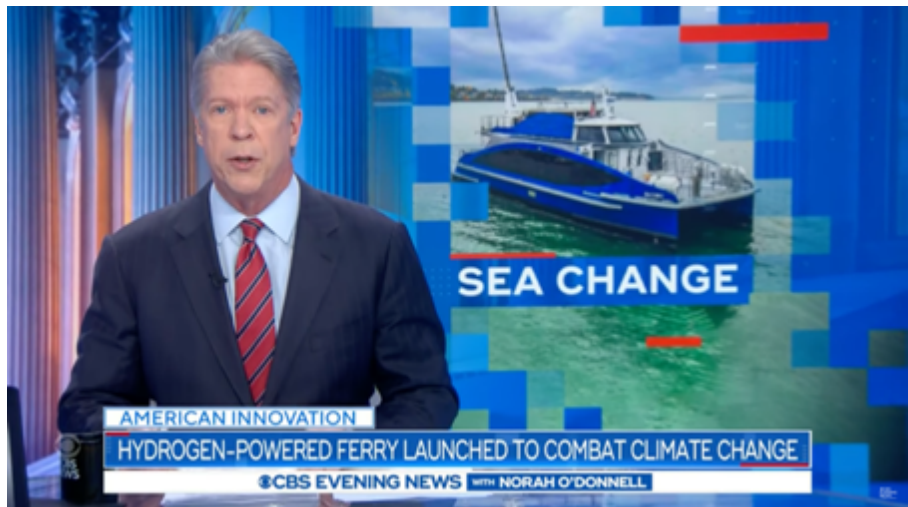 SEA CHANGE
AMERICAN INNOVATION
HYDROGEN-POWERED FERRY LAUNCHED TO COMBAT CLIMATE CHANGE
CBS EVENING NEWS WITH NORAH O'DONNELL